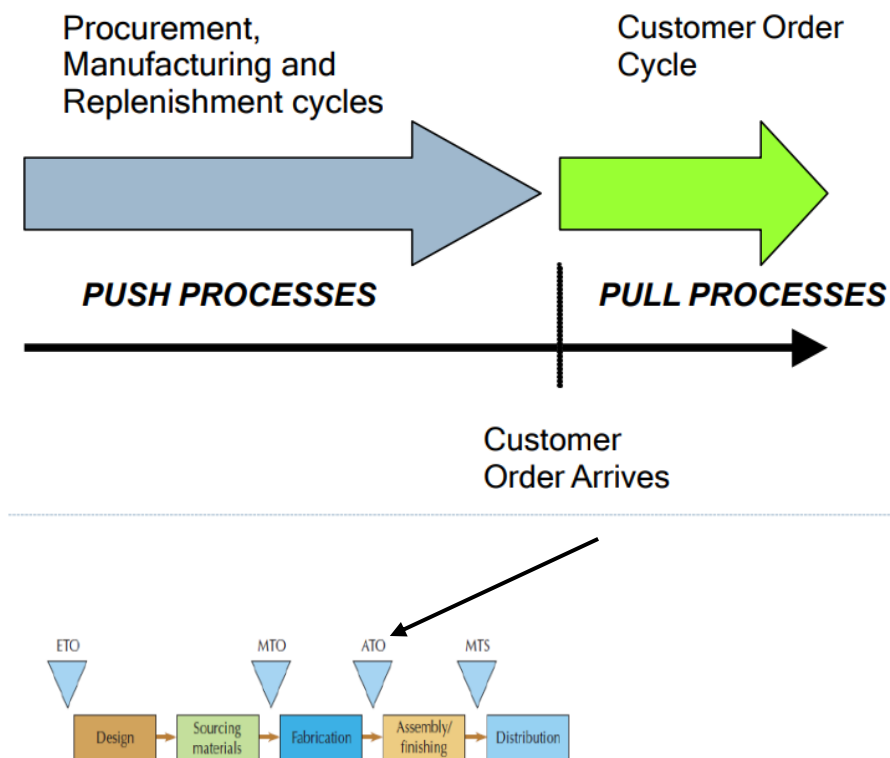 Procurement,
Manufacturing and
Replenishment cycles
Customer Order
Cycle
PUSH PROCESSES
PULL PROCESSES
Customer
Order Arrives
ETO
MTO
ATO
MTS
Design
Sourcing
materials
Fabrication
Assembly/
finishing
Distribution